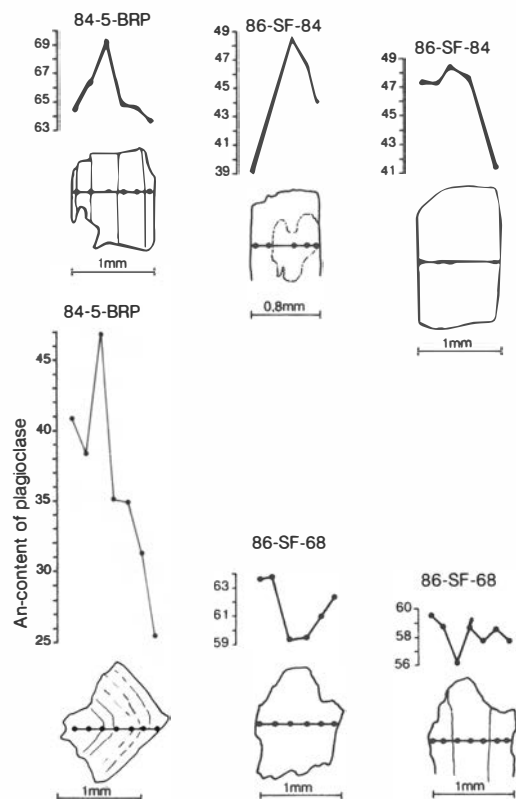 84-5-BRP
69
67
65
63
1mm
86-SF-84
49
47
45
43
41
39
0,8mm
86-SF-84
49
47
45
43
41
1mm
84-5-BRP
An-content of plagioclase
45
40
35
30
25
1mm
86-SF-68
63
61
59
1mm
86-SF-68
60
58
56
1mm